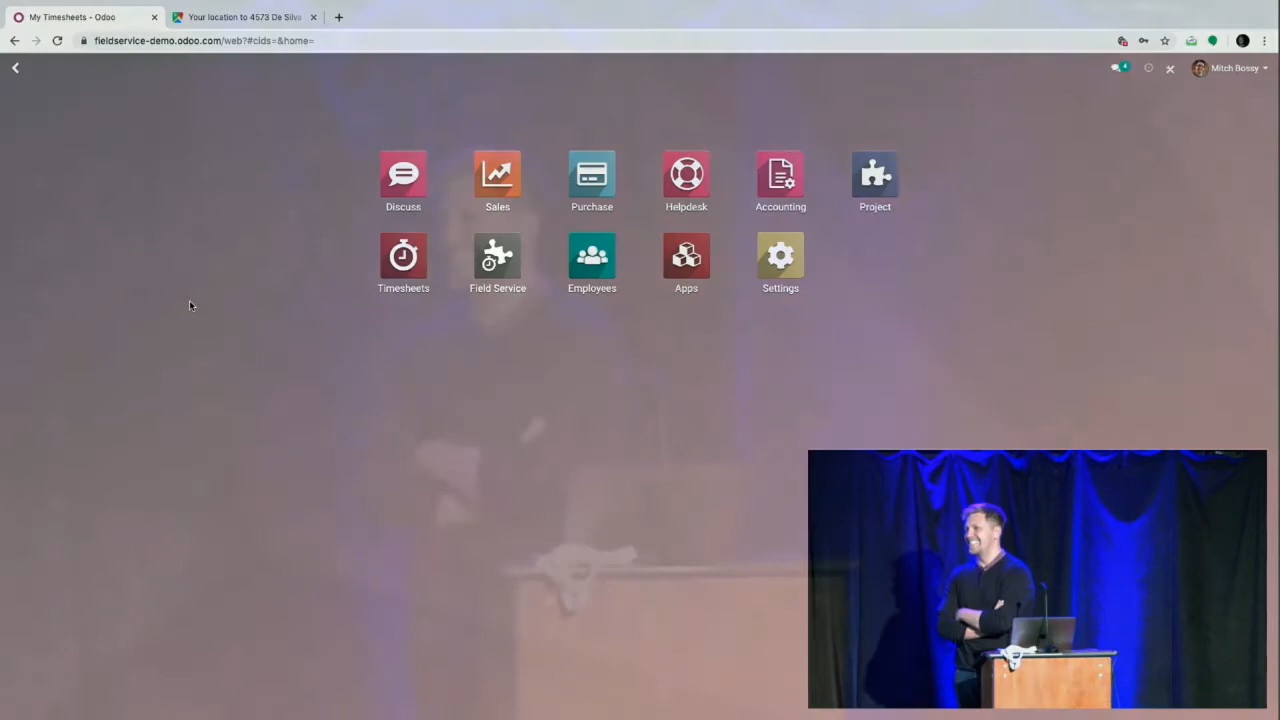 My Timesheets - Odoo
Your location to 4573 De Silva
fieldservice-demo.odoo.com/web?#cids=&home=
4
Mitch Bossy
Discuss
Sales
Purchase
Helpdesk
Accounting
Project
Timesheets
Field Service
Employees
Apps
Settings